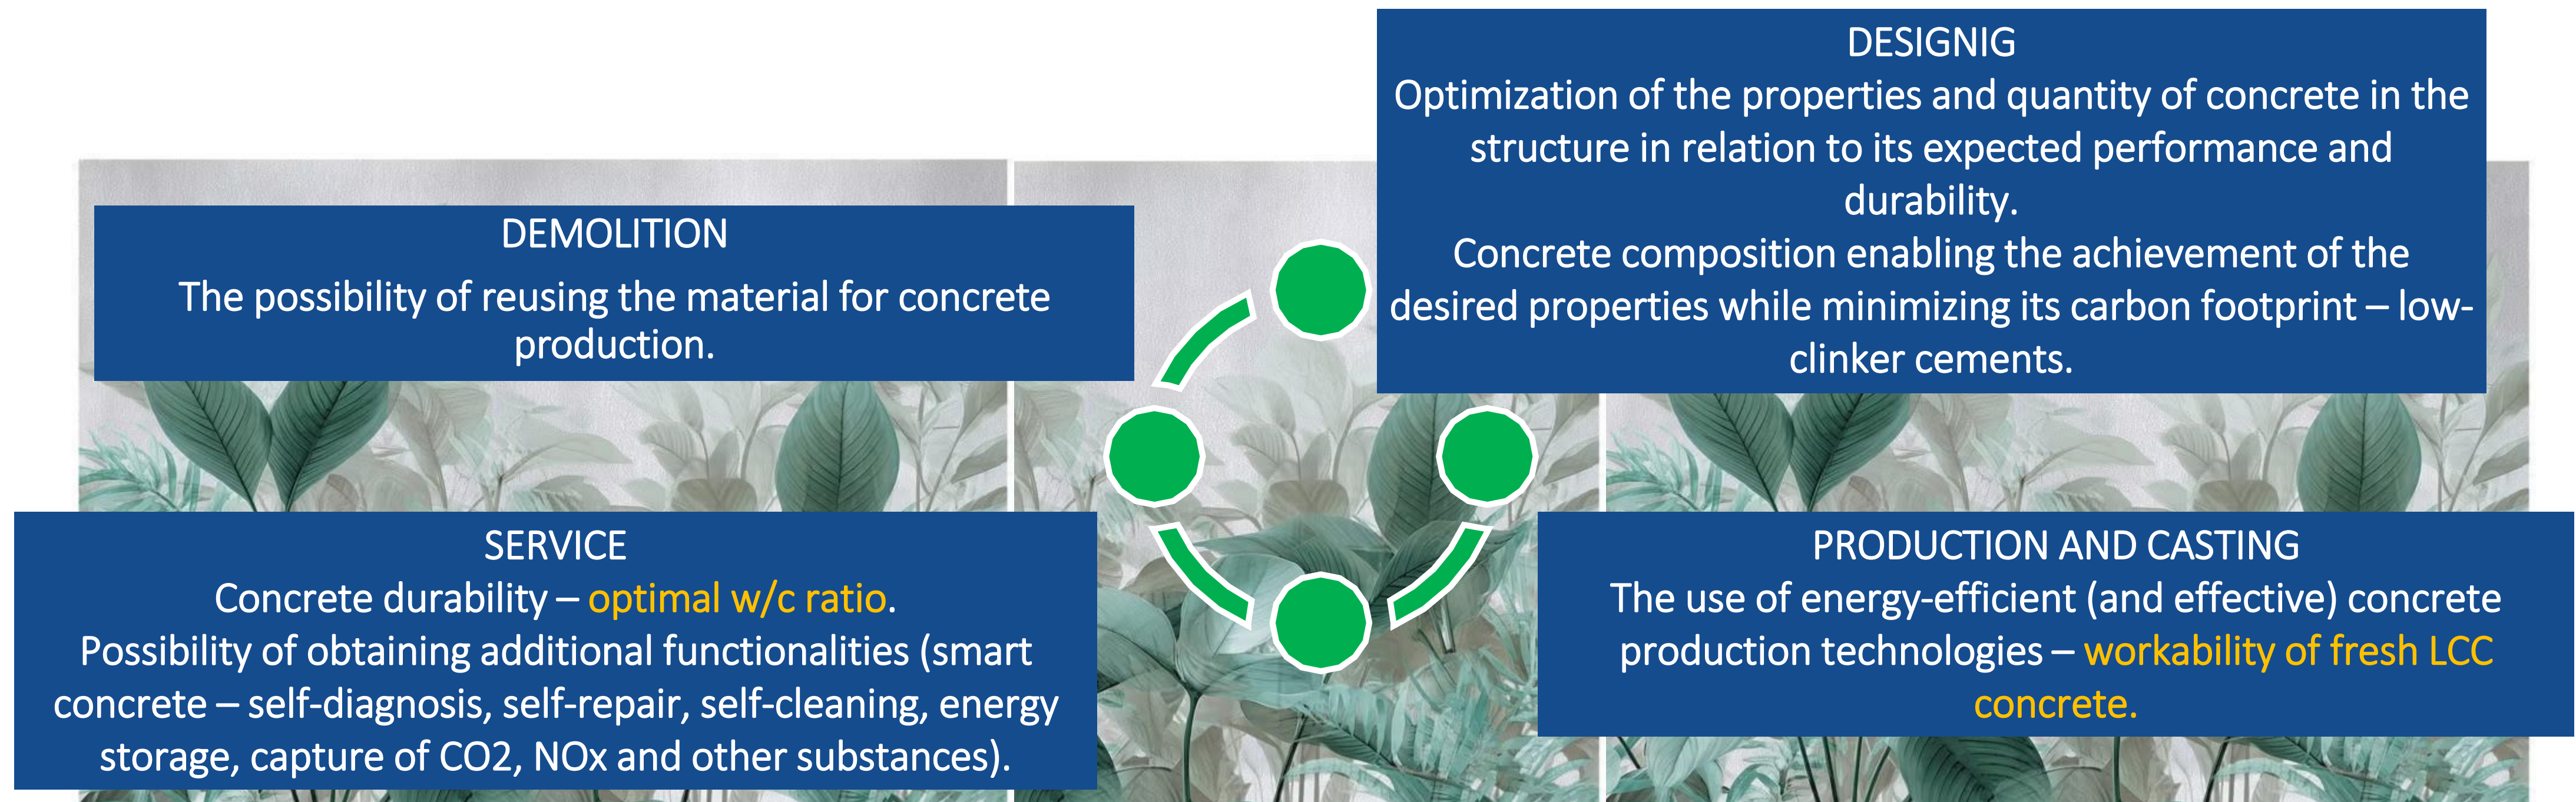 DESIGNIG
Optimization of the properties and quantity of concrete in the
structure in relation to its expected performance and
durability.
Concrete composition enabling the achievement of the
desired properties while minimizing its carbon footprint – low-
clinker cements.
DEMOLITION
The possibility of reusing the material for concrete
production.
SERVICE
Concrete durability – optimal w/c ratio.
Possibility of obtaining additional functionalities (smart
concrete – self-diagnosis, self-repair, self-cleaning, energy
storage, capture of CO2, NOx and other substances).
PRODUCTION AND CASTING
The use of energy-efficient (and effective) concrete
production technologies – workability of fresh LCC
concrete.